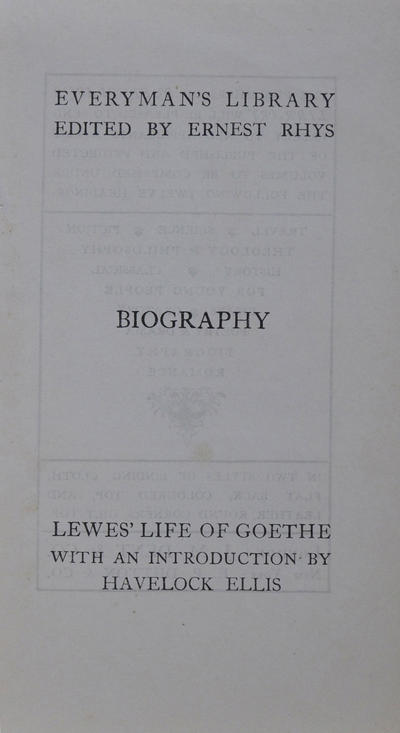 EVERYMAN'S LIBRARY
EDITED BY ERNEST RHYS
BIOGRAPHY
LEWES' LIFE OF GOETHE
WITH AN INTRODUCTION BY
HAVELOCK ELLIS